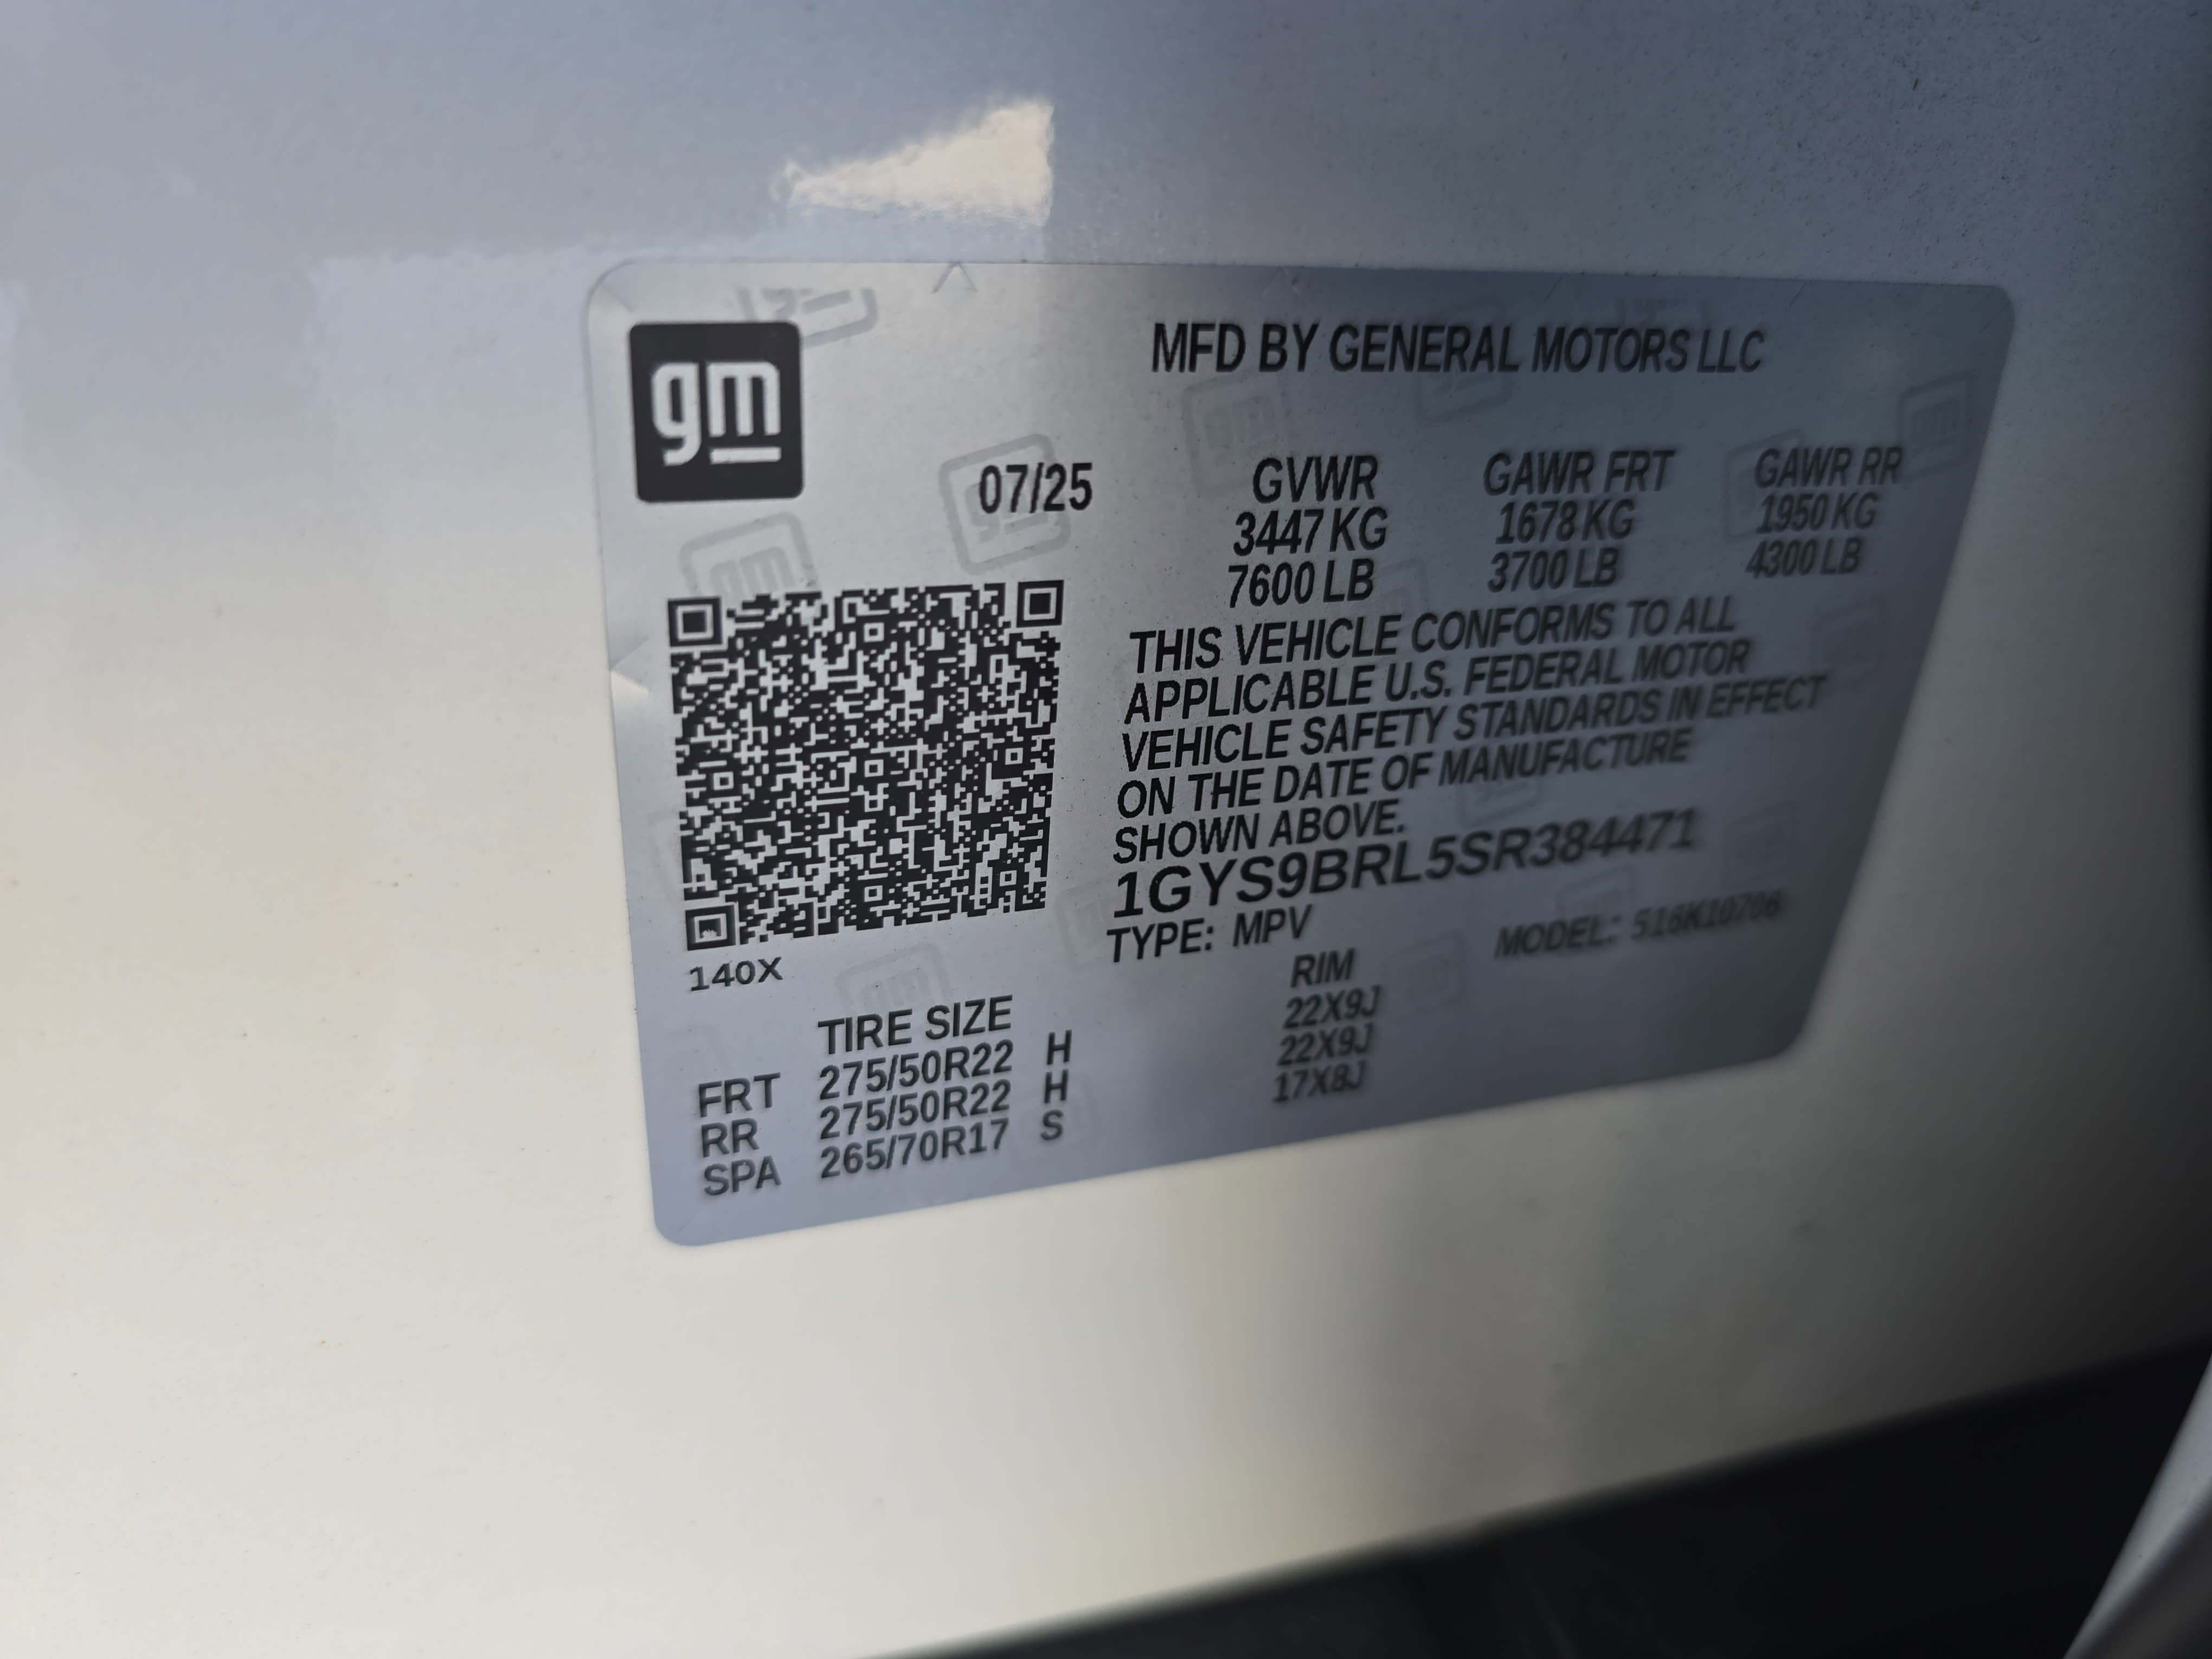 gm
MFD BY GENERAL MOTORS LLC
07/25
GVWR GAWR FRT GAWR RR
3447 KG 1678 KG 1950 KG
7600 LB 3700 LB 4300 LB
THIS VEHICLE CONFORMS TO ALL
APPLICABLE U.S. FEDERAL MOTOR
VEHICLE SAFETY STANDARDS IN EFFECT
ON THE DATE OF MANUFACTURE
SHOWN ABOVE.
1GYS9BRL5SR384471
TYPE: MPV MODEL: 516K10706
140X
TIRE SIZE RIM
FRT 275/50R22 H 22X9J
RR 275/50R22 H 22X9J
SPA 265/70R17 S 17X8J